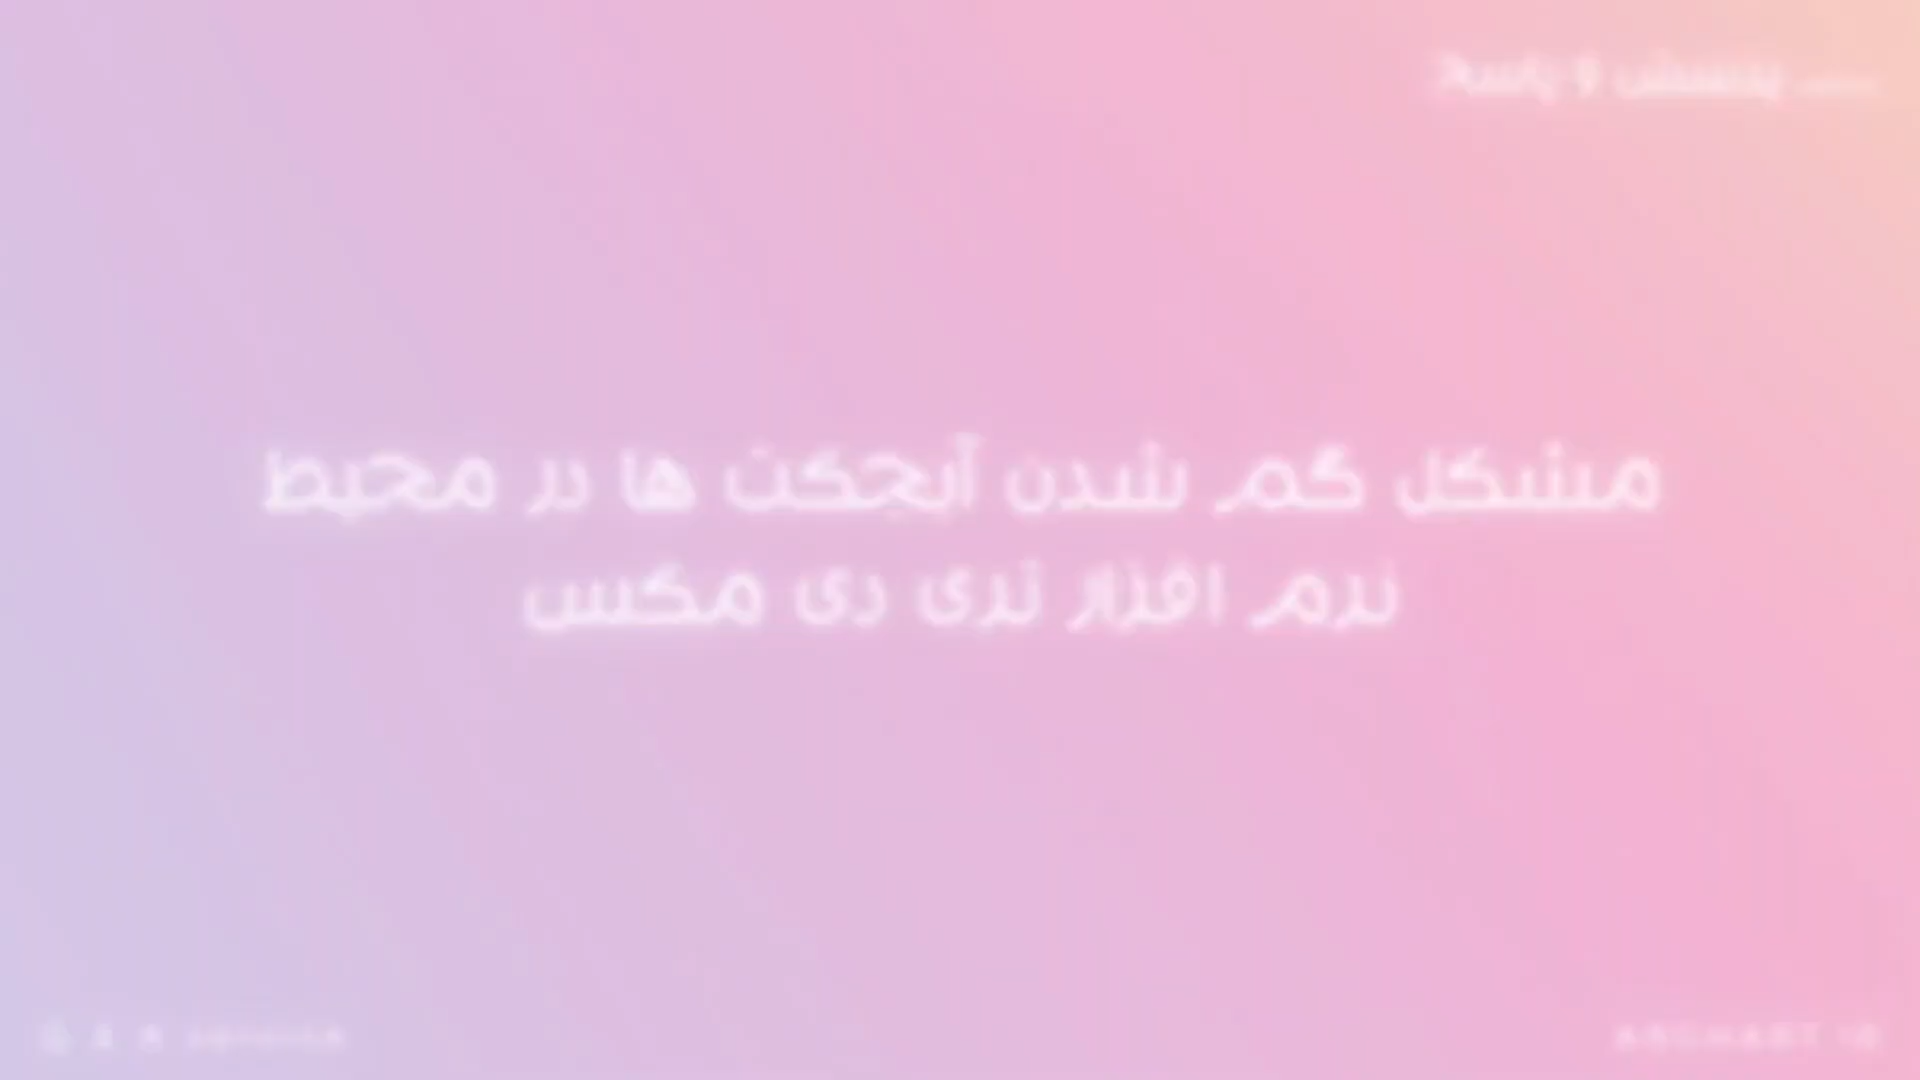 پرسش و پاسخ
مشکل گم شدن آبجکت ها در محیط
نرم افزار تری دی مکس